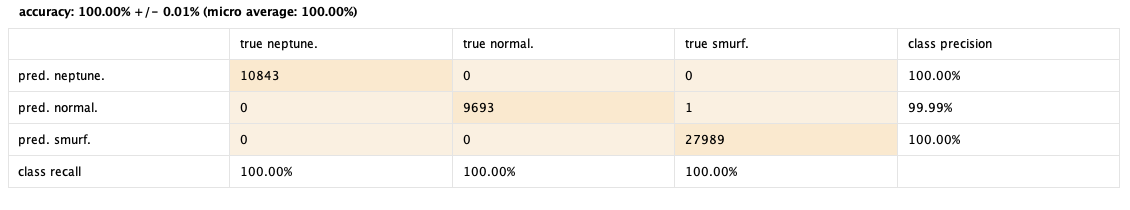 accuracy: 100.00% +/- 0.01% (micro average: 100.00%)
true neptune. true normal. true smurf. class precision
pred. neptune. 10843 0 0 100.00%
pred. normal. 0 9693 1 99.99%
pred. smurf. 0 0 27989 100.00%
class recall 100.00% 100.00% 100.00%